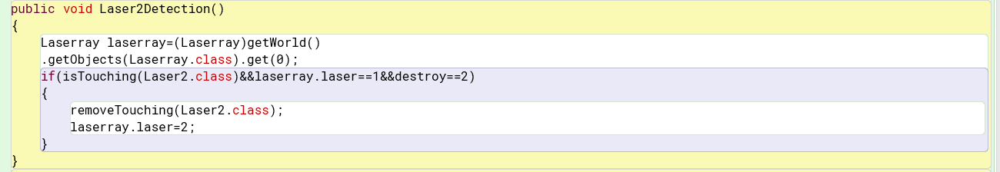 public void Laser2Detection()
{
Laserray laserray=(Laserray)getWorld()
.getObjects(Laserray.class).get(0);
if(isTouching(Laser2.class)&&laserray.laser==1&&destroy==2)
{
removeTouching(Laser2.class);
laserray.laser=2;
}
}